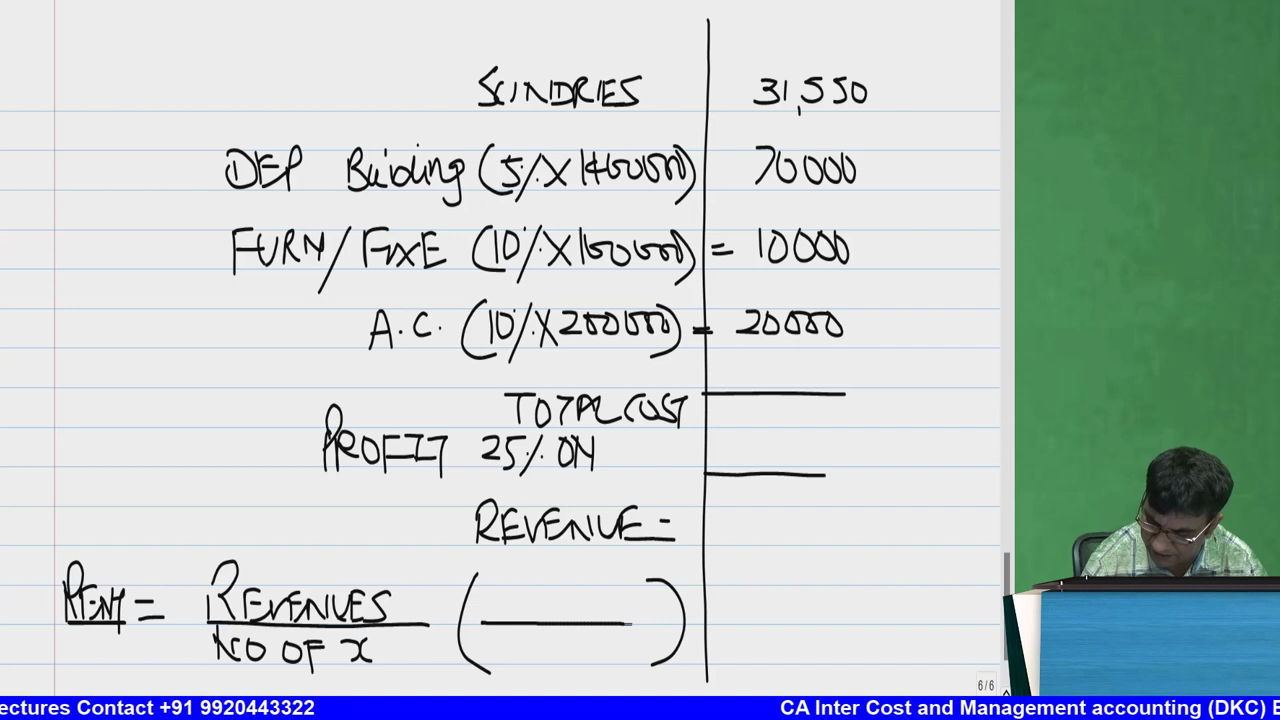 SUNDRIES 31,550
DEP Building (5% X 1400000) 70000
FURN/FIXE (10% X 100000) = 10000
A.C. (10% X 200000) = 20000
TOTAL COST
PROFIT 25% ON
REVENUE =
RENT = REVENUES
NO OF x
6/6
ectures Contact +91 9920443322 CA Inter Cost and Management accounting (DKC) E